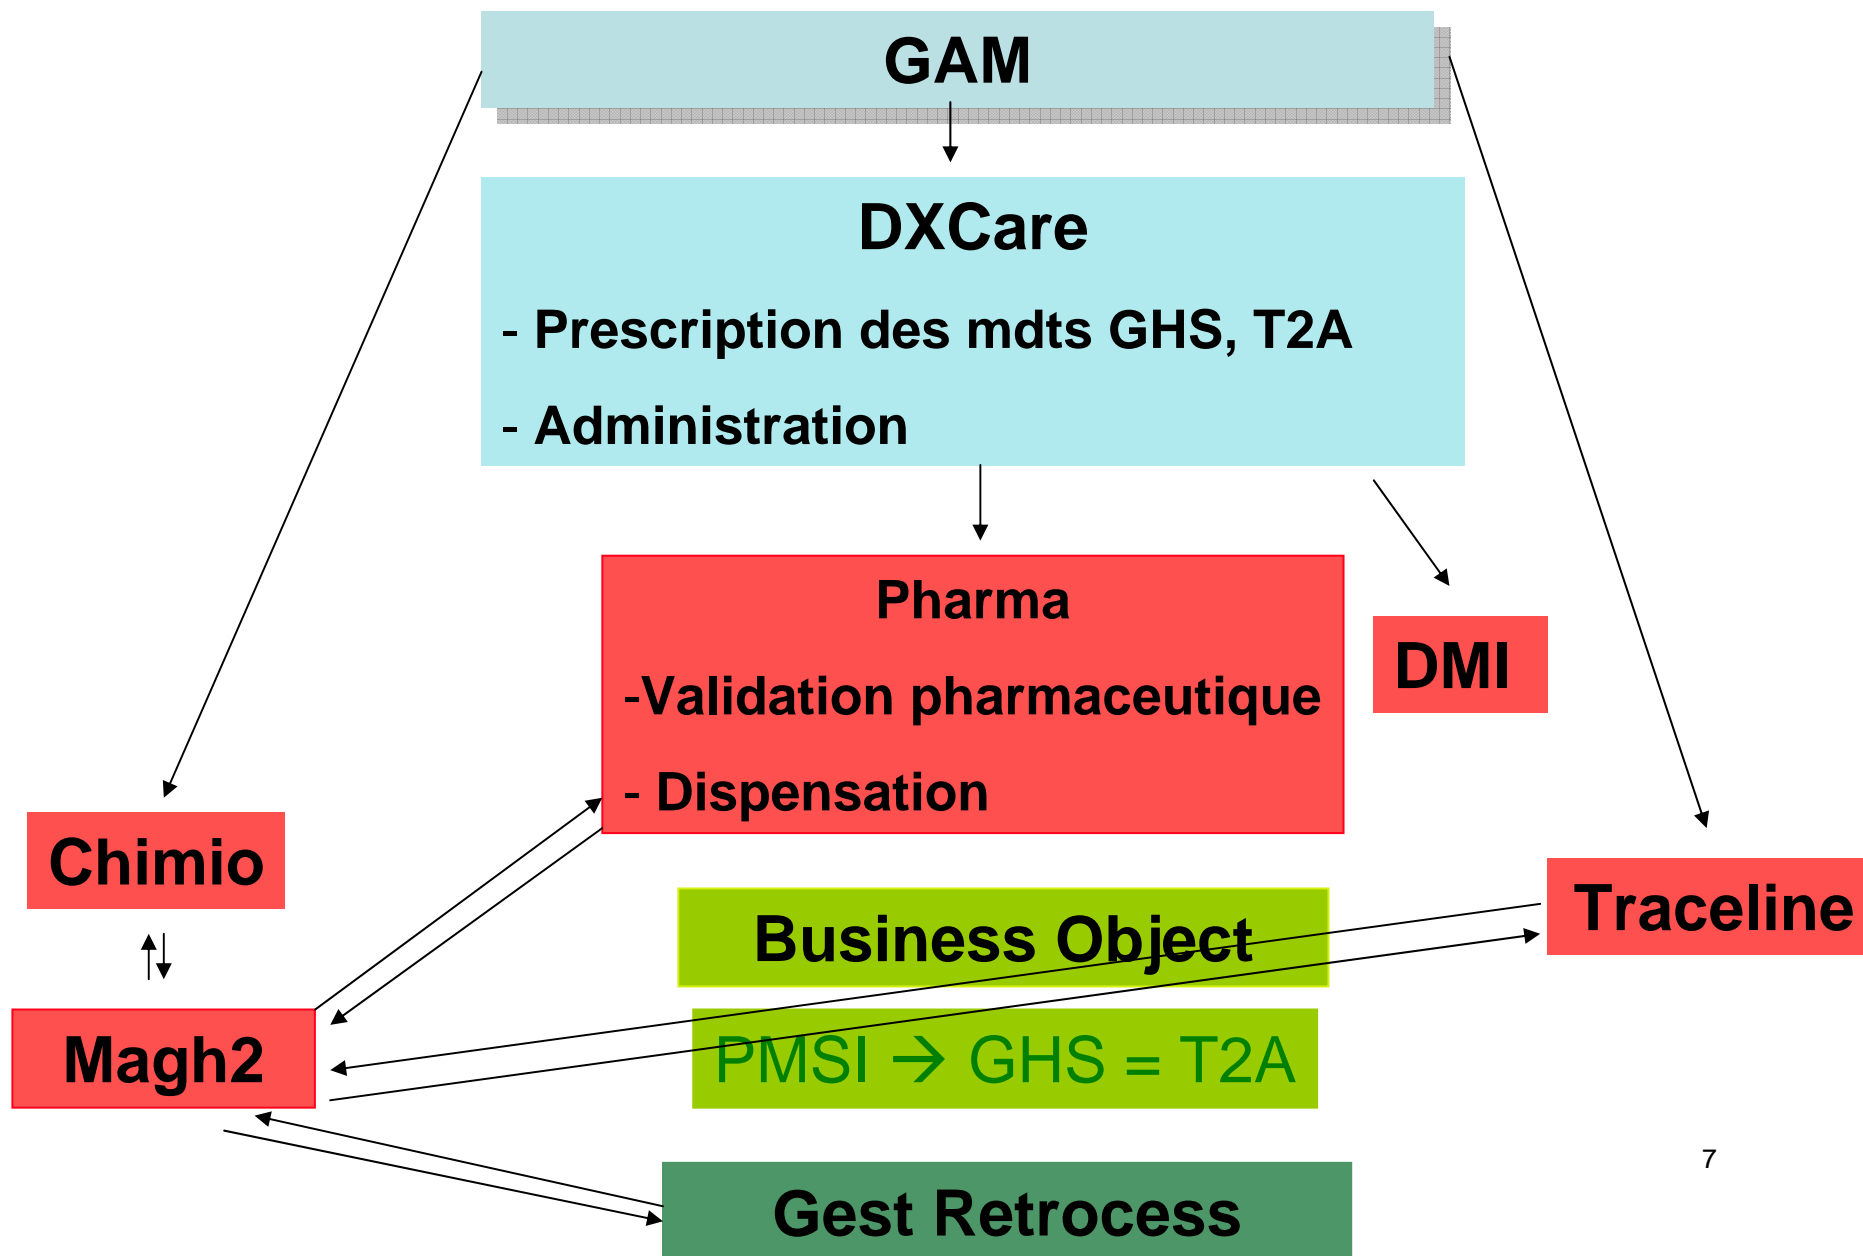 GAM
DXCare
- Prescription des mdts GHS, T2A
- Administration
Pharma
-Validation pharmaceutique
- Dispensation
DMI
Chimio
Traceline
Business Object
Magh2
PMSI → GHS = T2A
7
Gest Retrocess